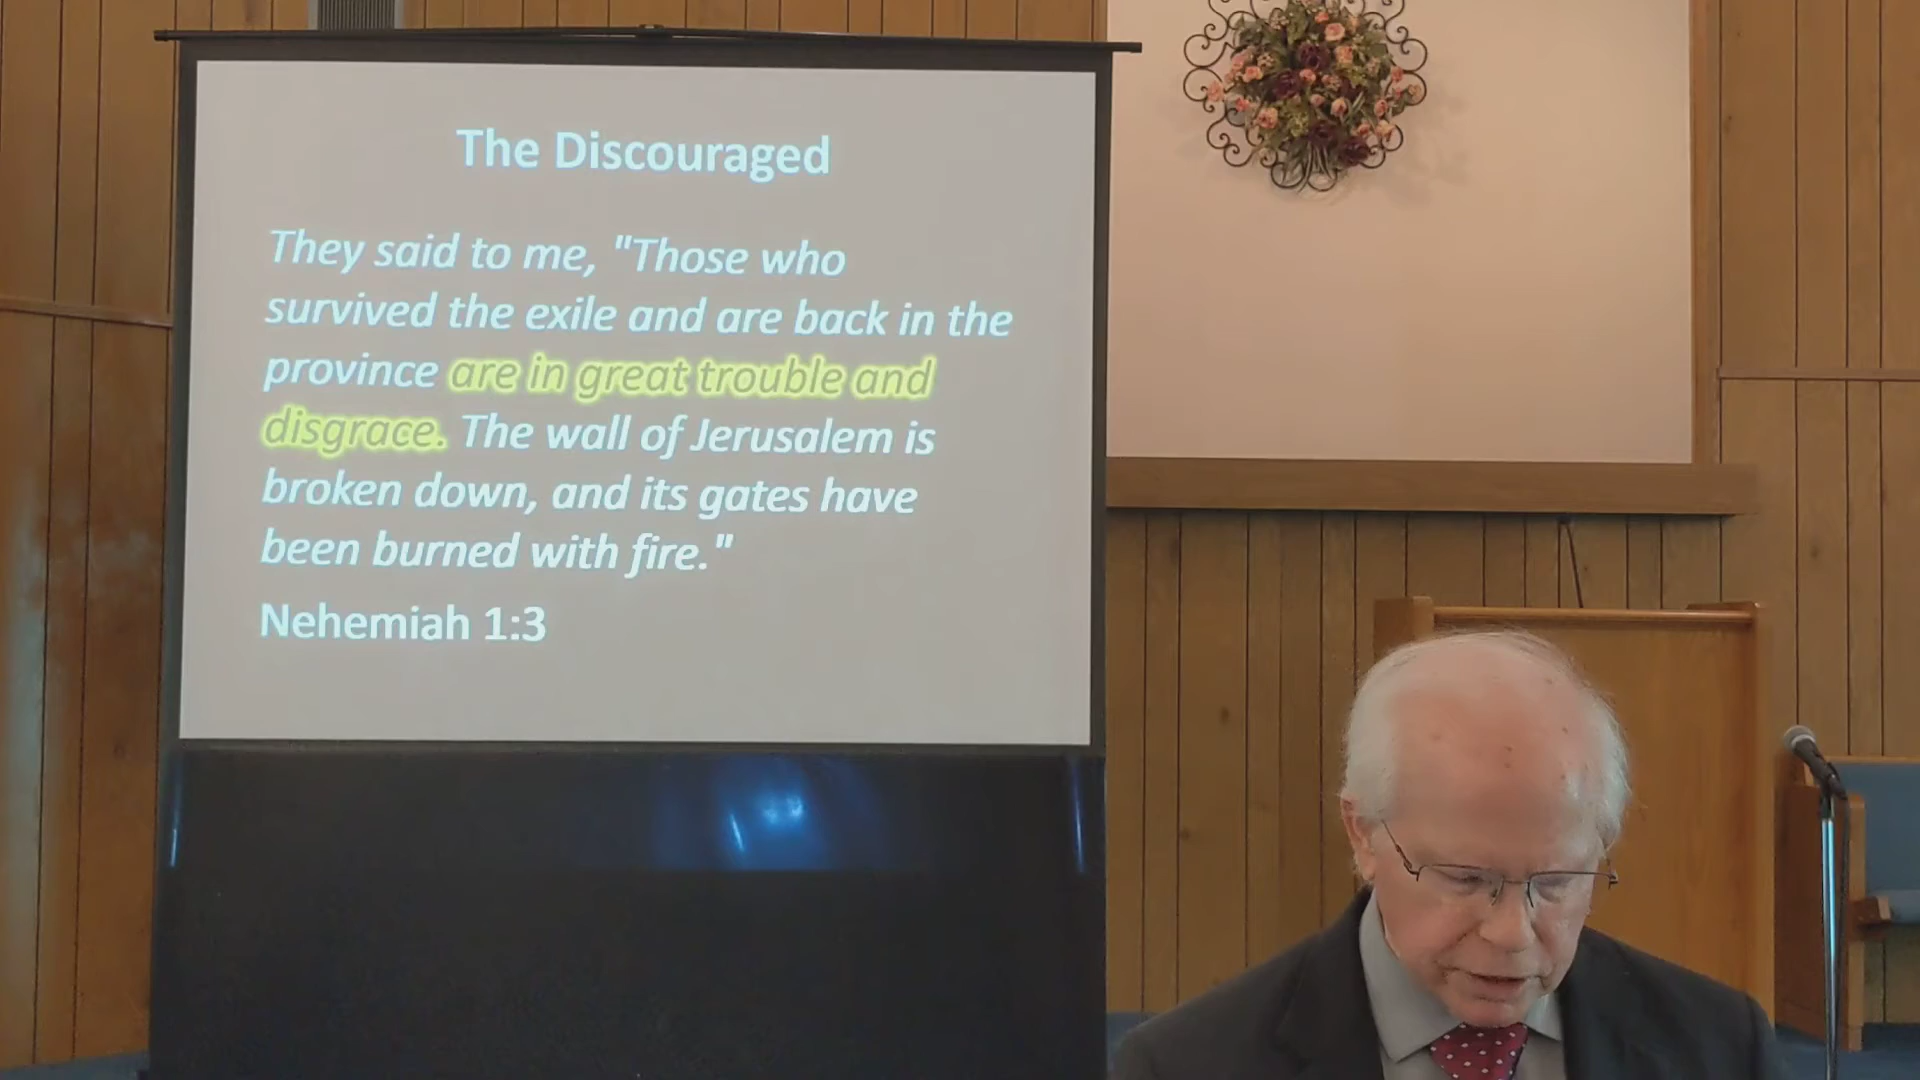 The Discouraged
They said to me, "Those who
survived the exile and are back in the
province are in great trouble and
disgrace. The wall of Jerusalem is
broken down, and its gates have
been burned with fire."
Nehemiah 1:3